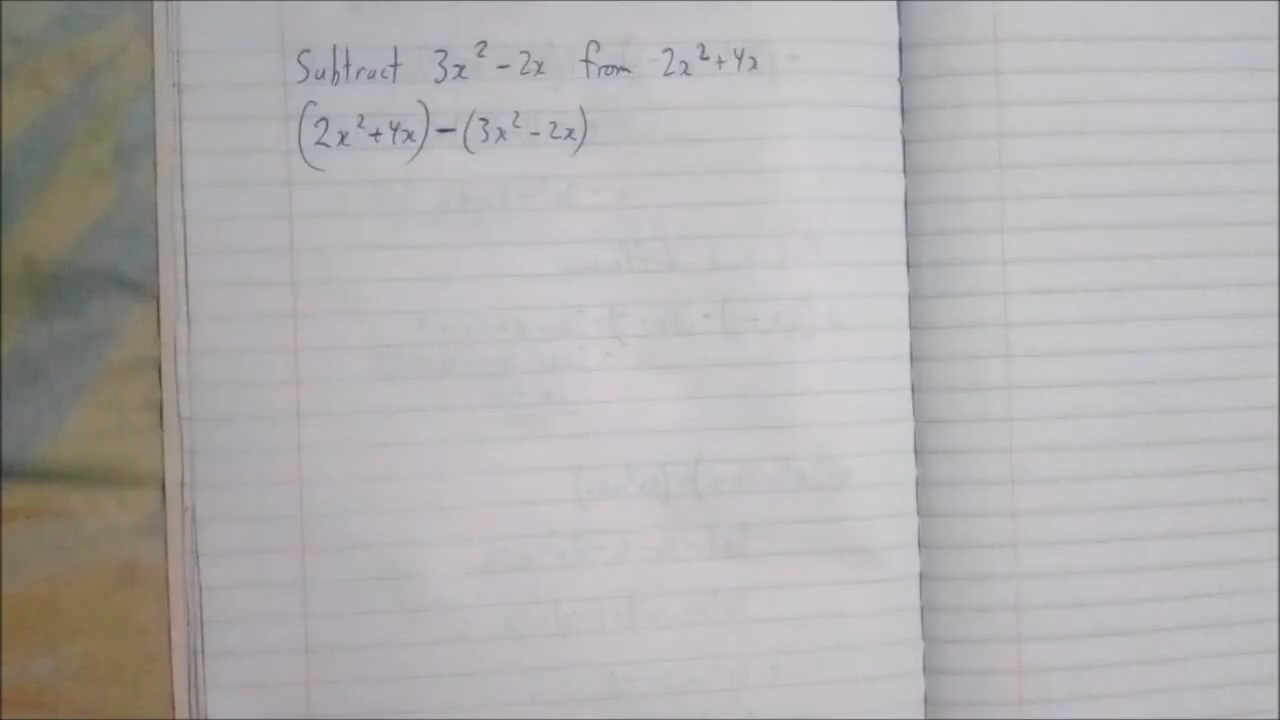 Subtract 3x² - 2x from 2x² + 4x
(2x² + 4x) - (3x² - 2x)